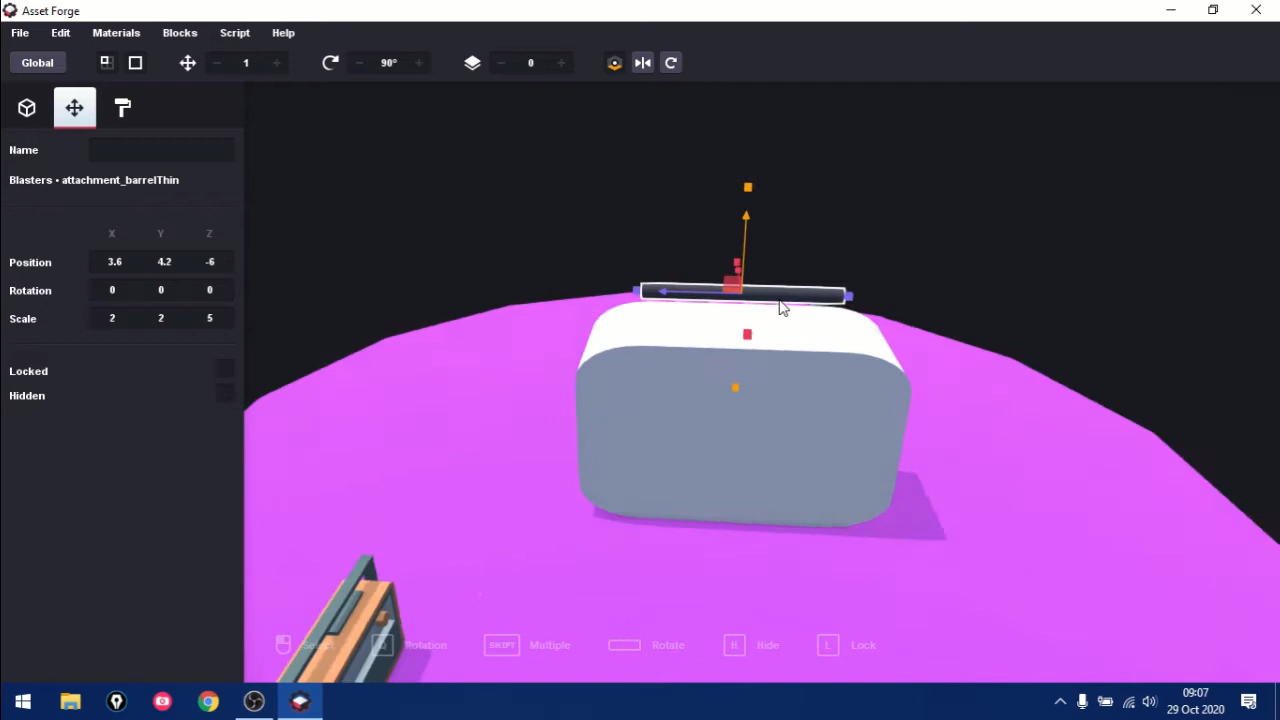 Asset Forge
File Edit Materials Blocks Script Help
Global 1 90° 0
Name
Blasters • attachment_barrelThin
X Y Z
Position 3.6 4.2 -6
Rotation 0 0 0
Scale 2 2 5
Locked
Hidden
Select Q Rotation SHIFT Multiple Rotate H Hide L Lock
09:07
29 Oct 2020